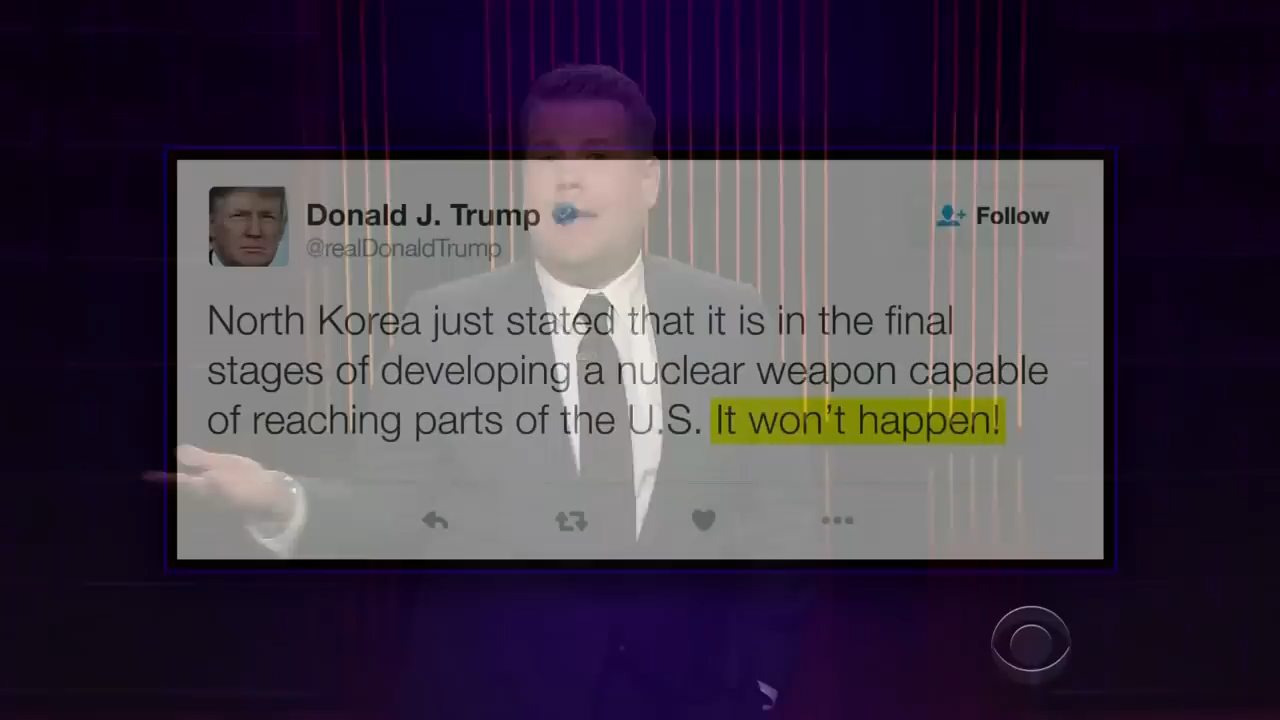 Donald J. Trump
Follow
@realDonaldTrump
North Korea just stated that it is in the final
stages of developing a nuclear weapon capable
of reaching parts of the U.S. It won't happen!